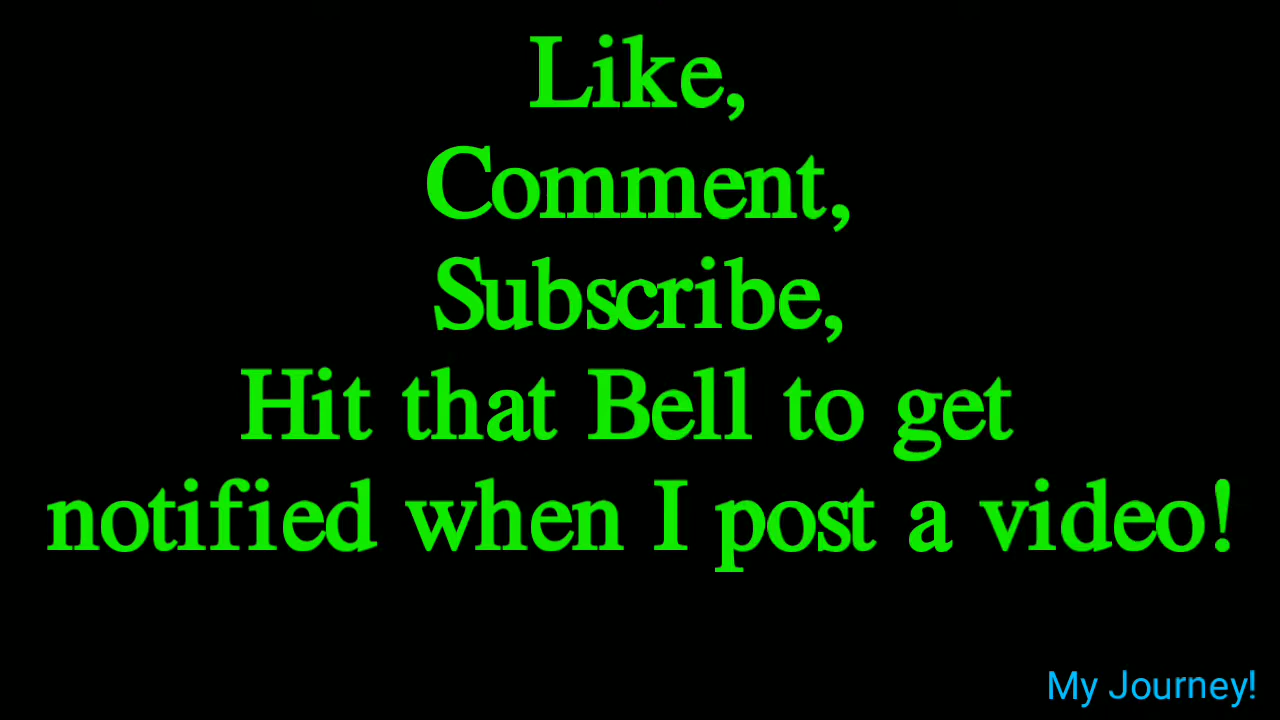 Like,
Comment,
Subscribe,
Hit that Bell to get
notified when I post a video!
My Journey!